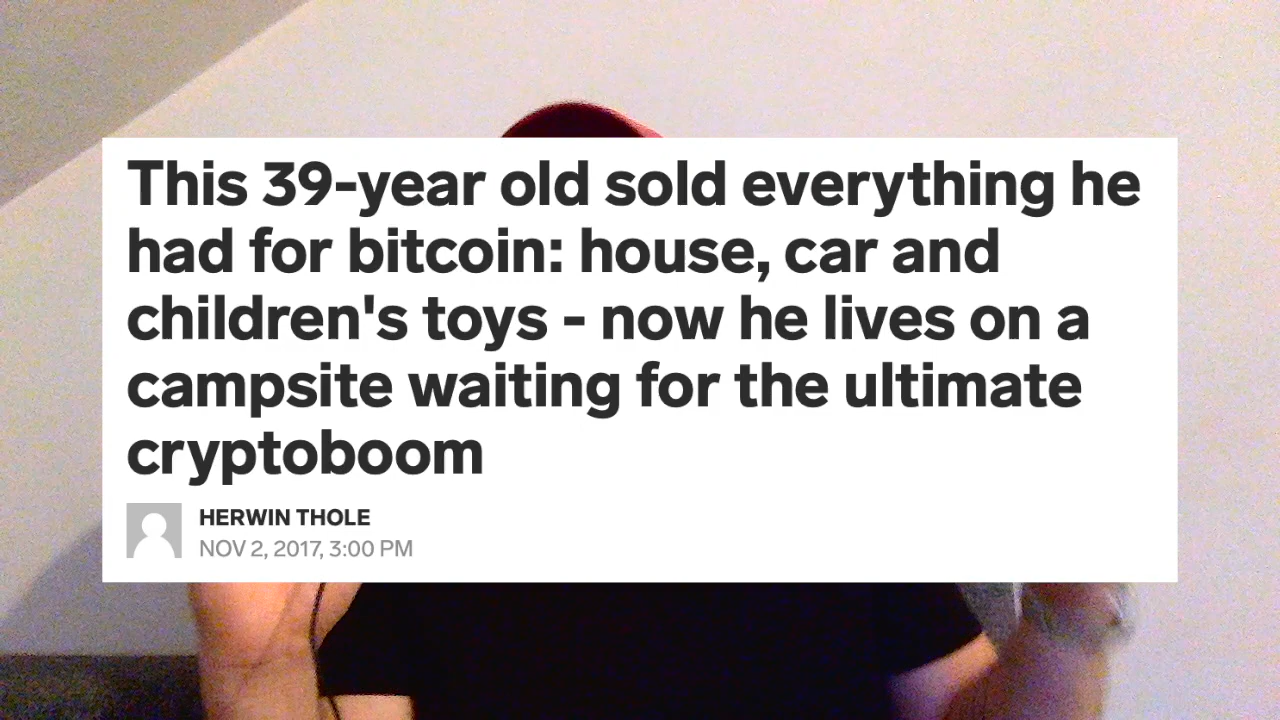 This 39-year old sold everything he
had for bitcoin: house, car and
children's toys - now he lives on a
campsite waiting for the ultimate
cryptoboom
HERWIN THOLE
NOV 2, 2017, 3:00 PM